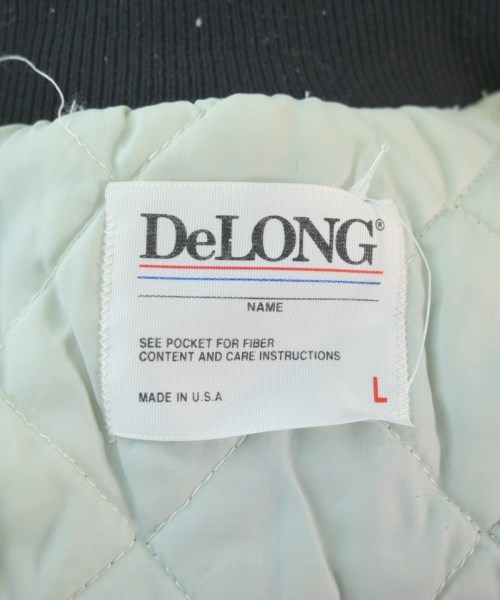 DeLONG®
NAME
SEE POCKET FOR FIBER
CONTENT AND CARE INSTRUCTIONS
MADE IN U.S.A.
L